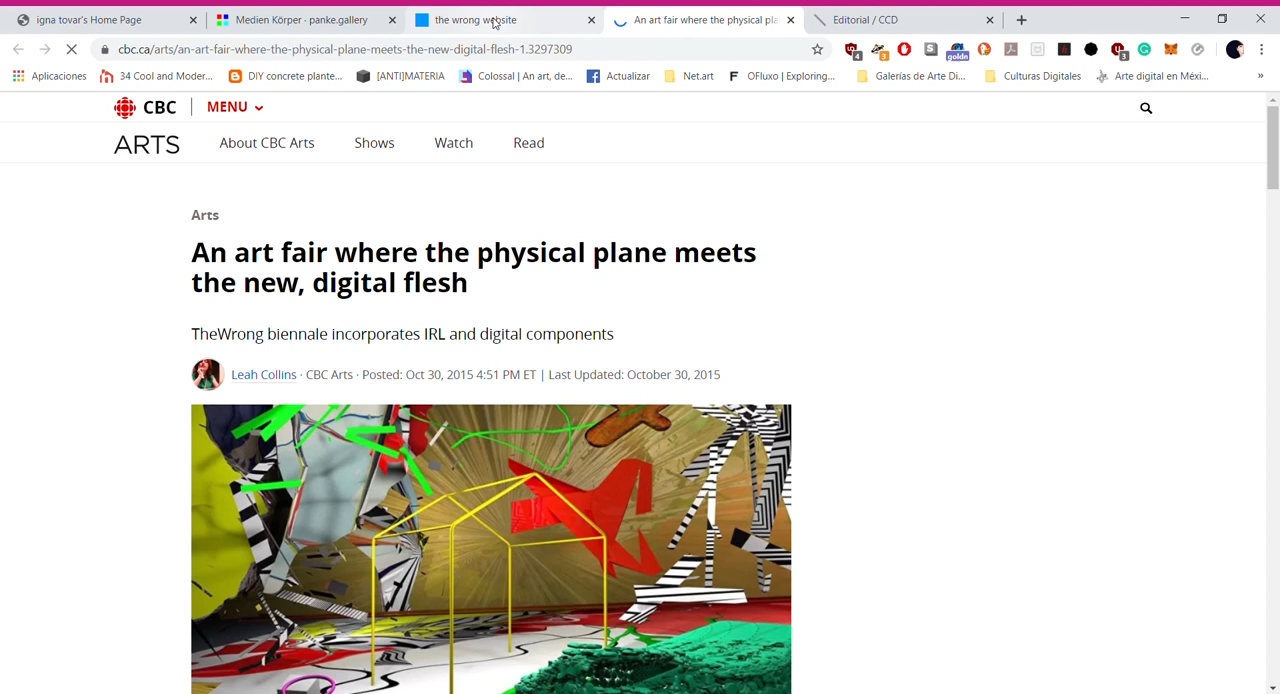 igna tovar's Home Page
Medien Körper · panke.gallery
the wrong website
An art fair where the physical pla
Editorial / CCD
cbc.ca/arts/an-art-fair-where-the-physical-plane-meets-the-new-digital-flesh-1.3297309
4
3
goldn
3
Aplicaciones
34 Cool and Moder...
DIY concrete plante...
[ANTI]MATERIA
Colossal | An art, de...
Actualizar
Net.art
OFluxo | Exploring...
Galerías de Arte Di...
Culturas Digitales
Arte digital en Méxi...
»
CBC
MENU
ARTS
About CBC Arts
Shows
Watch
Read
Arts
An art fair where the physical plane meets
the new, digital flesh
TheWrong biennale incorporates IRL and digital components
Leah Collins · CBC Arts · Posted: Oct 30, 2015 4:51 PM ET | Last Updated: October 30, 2015